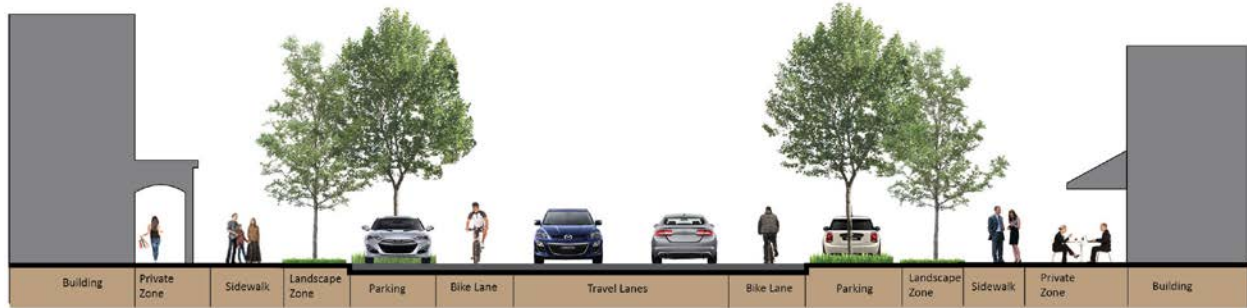 Building
Private
Zone
Sidewalk
Landscape
Zone
Parking
Bike Lane
Travel Lanes
Bike Lane
Parking
Landscape
Zone
Sidewalk
Private
Zone
Building